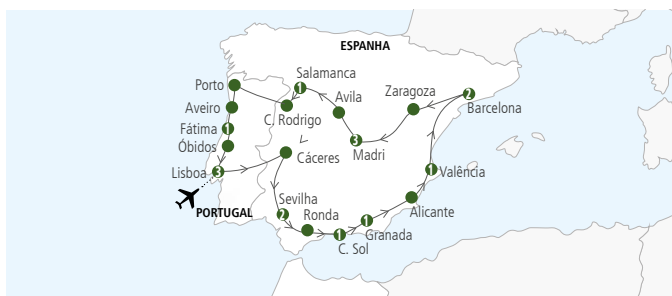 ESPANHA
Salamanca
1
Porto
Avila
Zaragoza
2
Aveiro
C. Rodrigo
Barcelona
Fátima
1
Óbidos
3
Madri
Cáceres
Lisboa
3
1
Valência
Sevilha
2
Ronda
Alicante
PORTUGAL
1
Granada
1
C. Sol